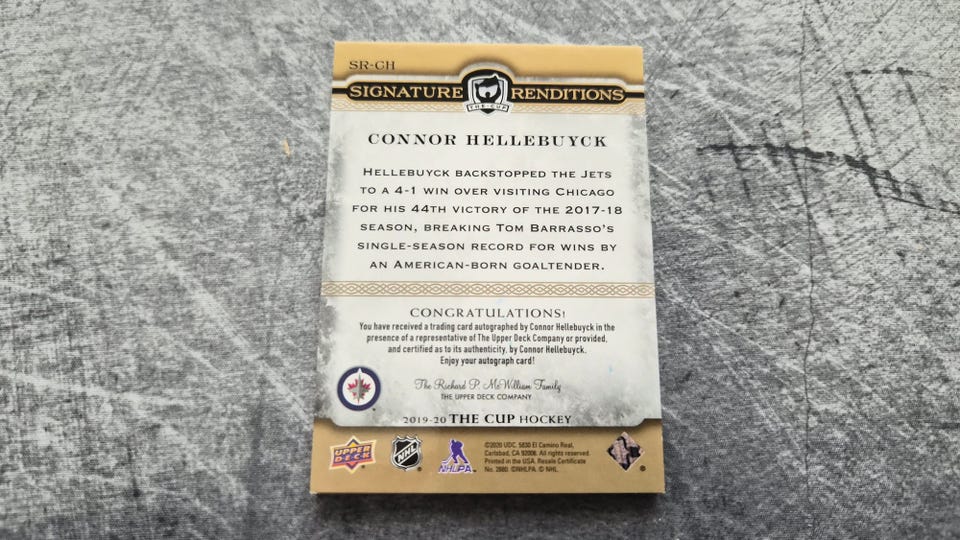 SR-CH
SIGNATURE RENDITIONS
THE CUP
CONNOR HELLEBUYCK
HELLEBUYCK BACKSTOPPED THE JETS
TO A 4-1 WIN OVER VISITING CHICAGO
FOR HIS 44TH VICTORY OF THE 2017-18
SEASON, BREAKING TOM BARRASSO'S
SINGLE-SEASON RECORD FOR WINS BY
AN AMERICAN-BORN GOALTENDER.
CONGRATULATIONS!
You have received a trading card autographed by Connor Hellebuyck in the
presence of a representative of The Upper Deck Company or provided,
and certified as to its authenticity, by Connor Hellebuyck.
Enjoy your autograph card!
The Richard P. McWilliam Family
THE UPPER DECK COMPANY
2019-20 THE CUP HOCKEY
UPPER
DECK
NHL
NHLPA
©2020 UDC. 5830 El Camino Real,
Carlsbad, CA 92008. All rights reserved.
Printed in the USA. Resale Certificate
No. 2880. ©NHLPA. © NHL.